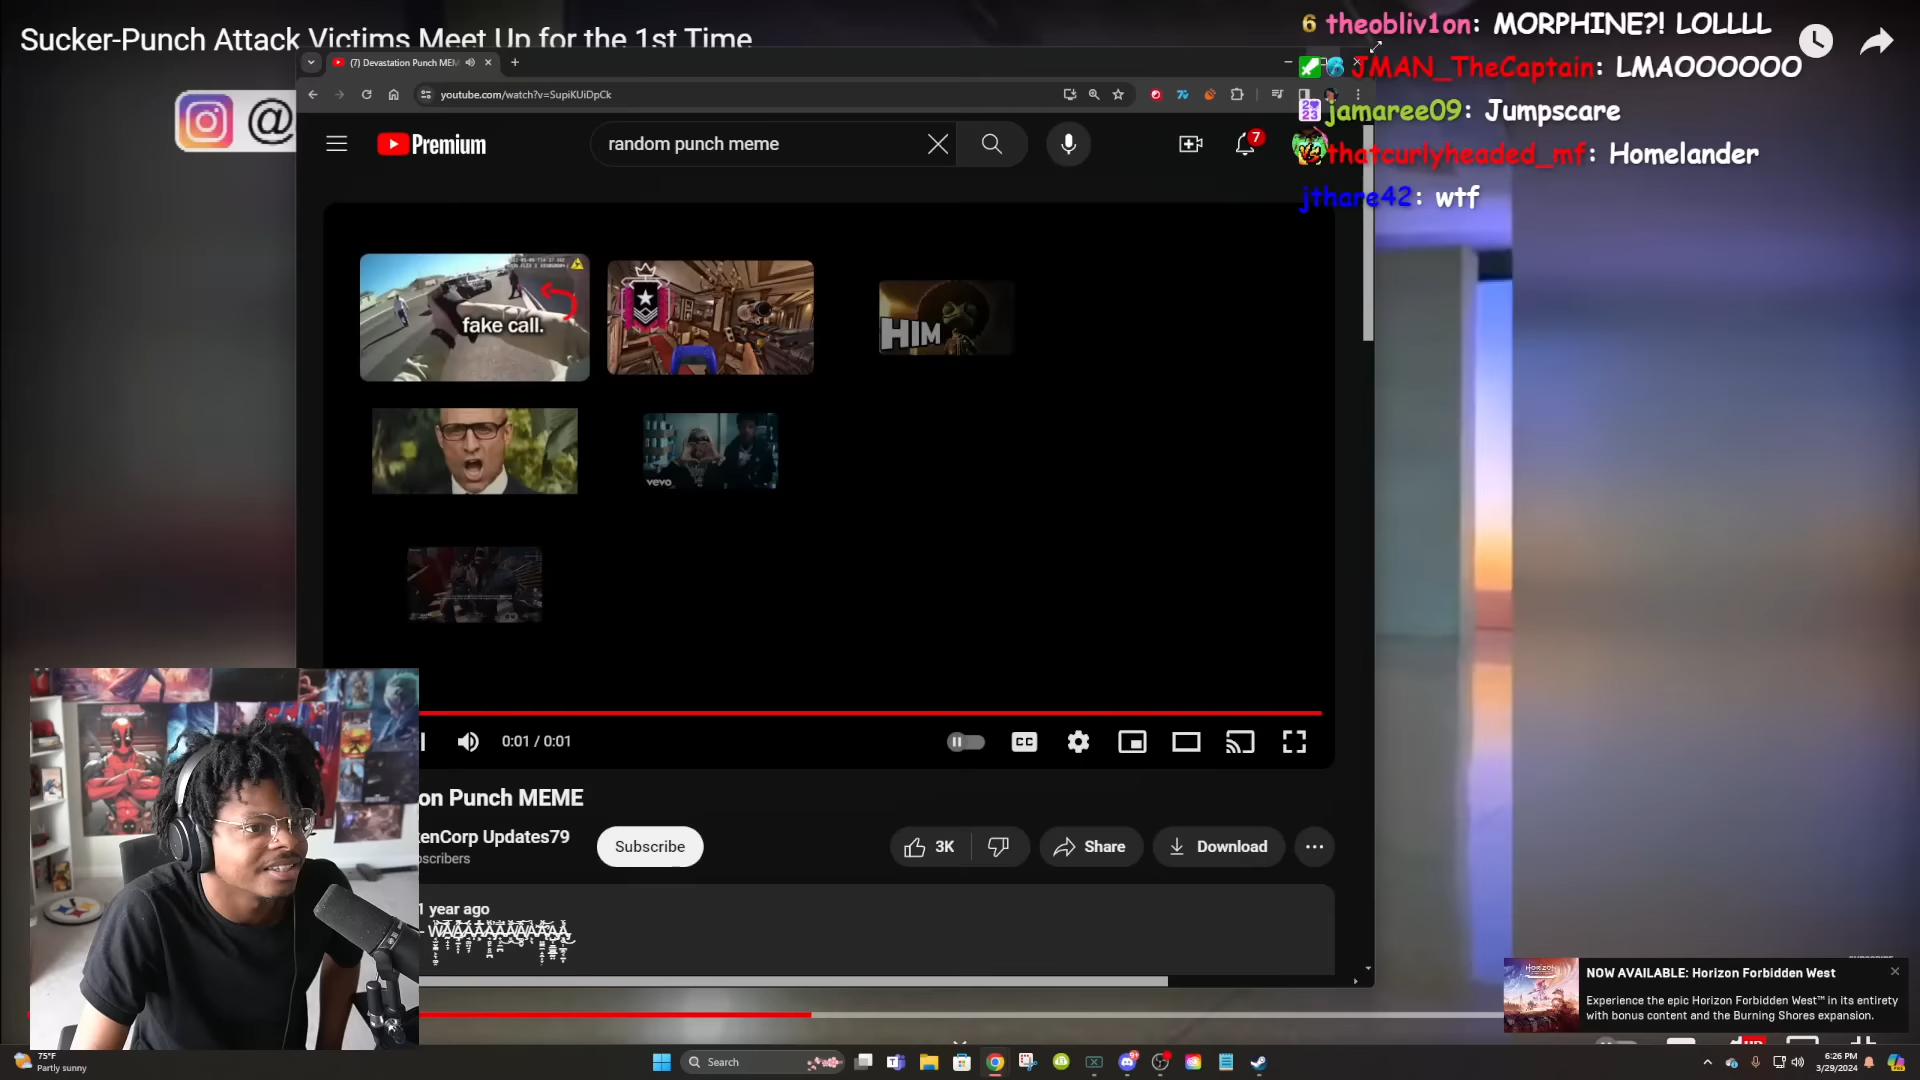 Sucker-Punch Attack Victims Meet Up for the 1st Time
6 theobliv1on: MORPHINE?! LOLLLL
JMAN_TheCaptain: LMAOOOOOO
jamaree09: Jumpscare
thatcurlyheaded_mf: Homelander
jthare42: wtf
@
(7) Devastation Punch MEM
youtube.com/watch?v=SupiKUiDpCk
Premium
random punch meme
7
fake call.
HIM
vevo
0:01 / 0:01
CC
on Punch MEME
kenCorp Updates79
bscribers
Subscribe
3K
Share
Download
1 year ago
NOW AVAILABLE: Horizon Forbidden West
Experience the epic Horizon Forbidden West™ in its entirety
with bonus content and the Burning Shores expansion.
75°F
Partly sunny
Search
6:26 PM
3/29/2024